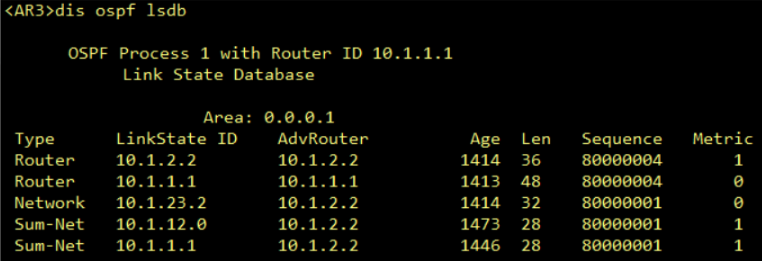 <AR3>dis ospf lsdb
OSPF Process 1 with Router ID 10.1.1.1
Link State Database
Area: 0.0.0.1
Type LinkState ID AdvRouter Age Len Sequence Metric
Router 10.1.2.2 10.1.2.2 1414 36 80000004 1
Router 10.1.1.1 10.1.1.1 1413 48 80000004 0
Network 10.1.23.2 10.1.2.2 1414 32 80000001 0
Sum-Net 10.1.12.0 10.1.2.2 1473 28 80000001 1
Sum-Net 10.1.1.1 10.1.2.2 1446 28 80000001 1